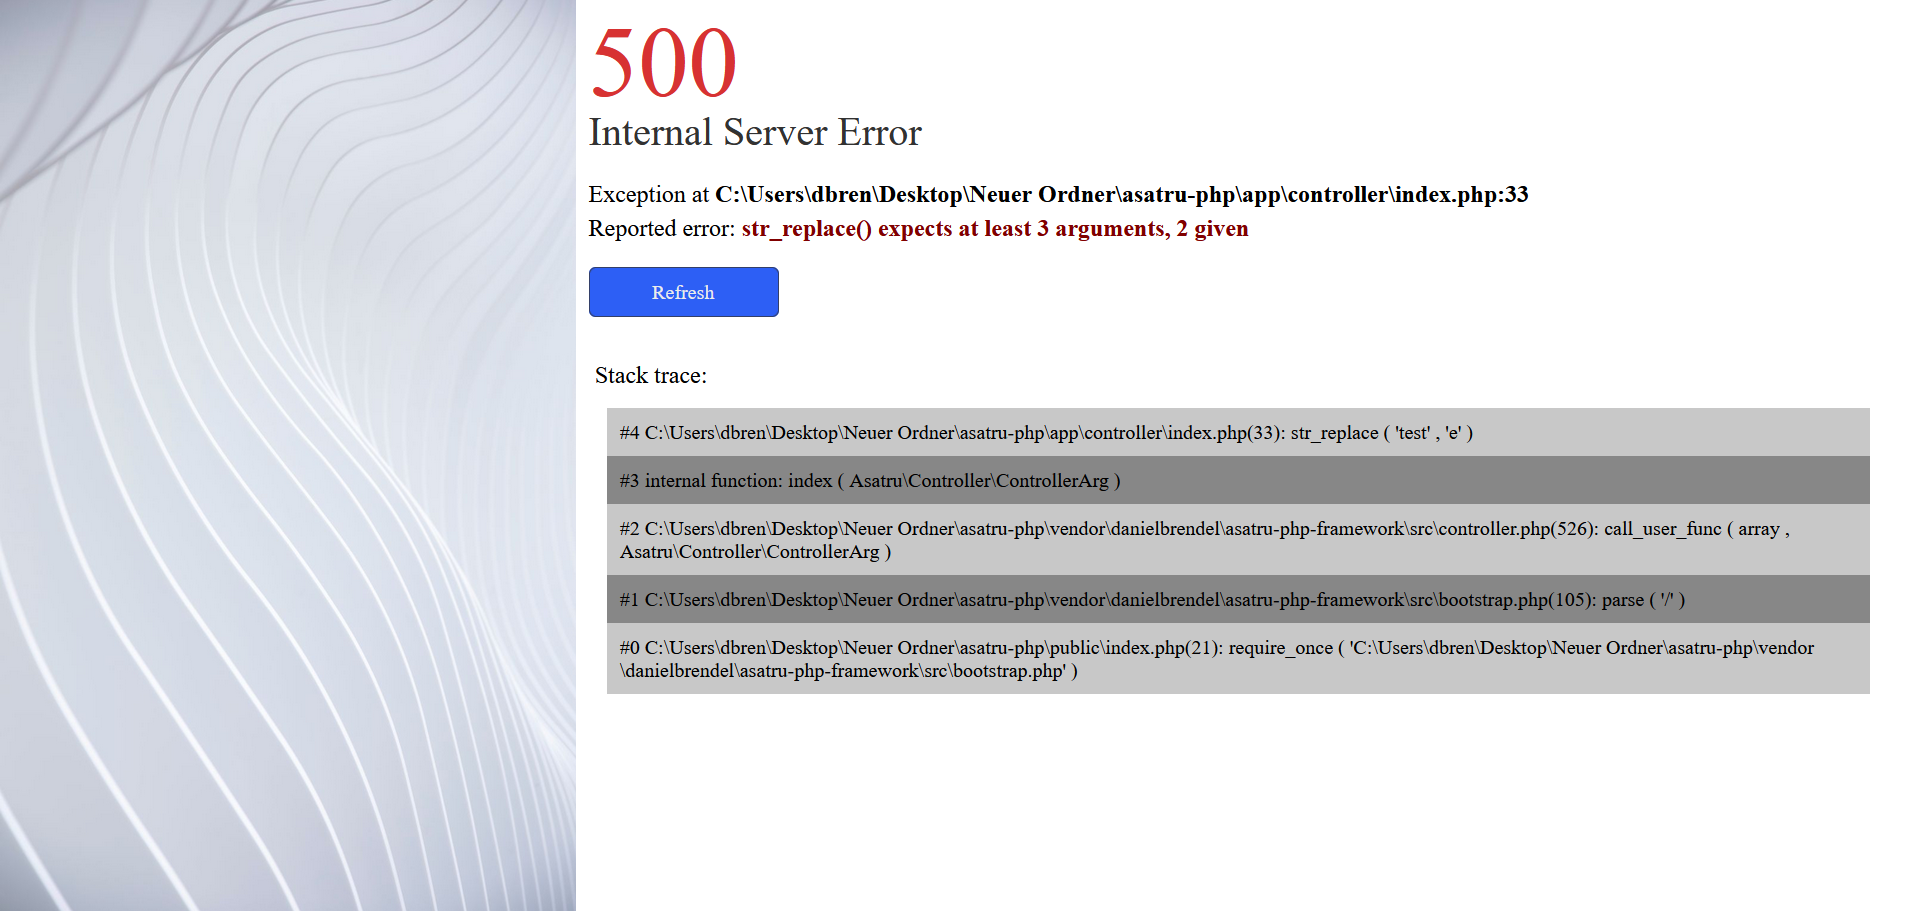 500
Internal Server Error
Exception at C:\Users\dbren\Desktop\Neuer Ordner\asatru-php\app\controller\index.php:33
Reported error: str_replace() expects at least 3 arguments, 2 given
Refresh
Stack trace:
#4 C:\Users\dbren\Desktop\Neuer Ordner\asatru-php\app\controller\index.php(33): str_replace ( 'test' , 'e' )
#3 internal function: index ( Asatru\Controller\ControllerArg )
#2 C:\Users\dbren\Desktop\Neuer Ordner\asatru-php\vendor\danielbrendel\asatru-php-framework\src\controller.php(526): call_user_func ( array ,
Asatru\Controller\ControllerArg )
#1 C:\Users\dbren\Desktop\Neuer Ordner\asatru-php\vendor\danielbrendel\asatru-php-framework\src\bootstrap.php(105): parse ( '/' )
#0 C:\Users\dbren\Desktop\Neuer Ordner\asatru-php\public\index.php(21): require_once ( 'C:\Users\dbren\Desktop\Neuer Ordner\asatru-php\vendor
\danielbrendel\asatru-php-framework\src\bootstrap.php' )